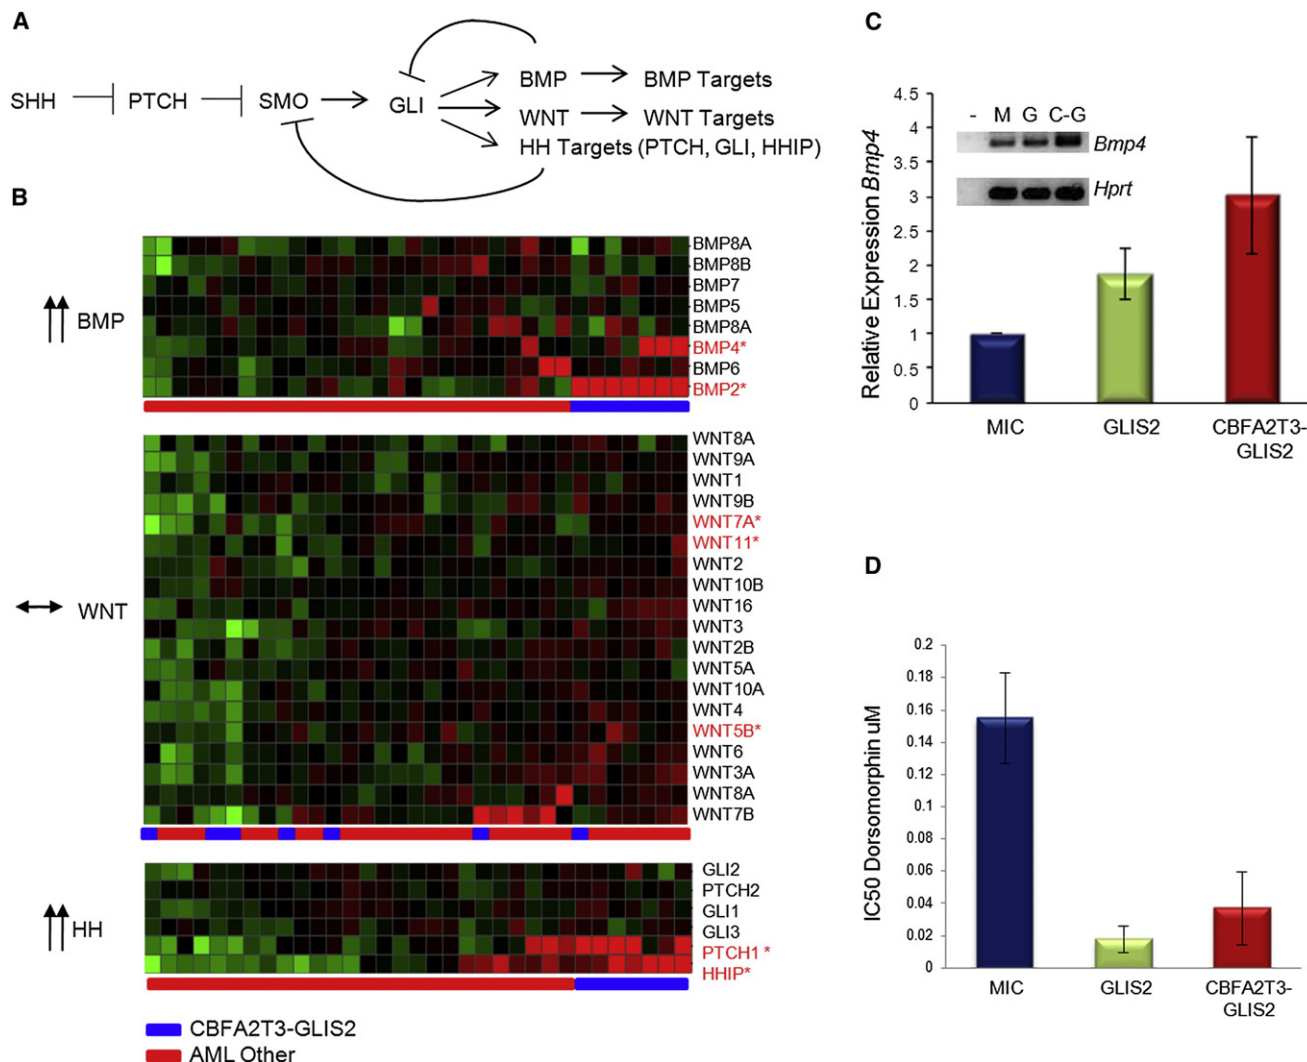 A
SHH
PTCH
SMO
GLI
BMP
BMP Targets
WNT
WNT Targets
HH Targets (PTCH, GLI, HHIP)
B
BMP
BMP8A
BMP8B
BMP7
BMP5
BMP8A
BMP4*
BMP6
BMP2*
WNT
WNT8A
WNT9A
WNT1
WNT9B
WNT7A*
WNT11*
WNT2
WNT10B
WNT16
WNT3
WNT2B
WNT5A
WNT10A
WNT4
WNT5B*
WNT6
WNT3A
WNT8A
WNT7B
HH
GLI2
PTCH2
GLI1
GLI3
PTCH1 *
HHIP*
CBFA2T3-GLIS2
AML Other
C
Relative Expression Bmp4
4.5
4
3.5
3
2.5
2
1.5
1
0.5
0
- M G C-G
Bmp4
Hprt
MIC
GLIS2
CBFA2T3-
GLIS2
D
IC50 Dorsomorphin uM
0.2
0.18
0.16
0.14
0.12
0.1
0.08
0.06
0.04
0.02
0
MIC
GLIS2
CBFA2T3-
GLIS2